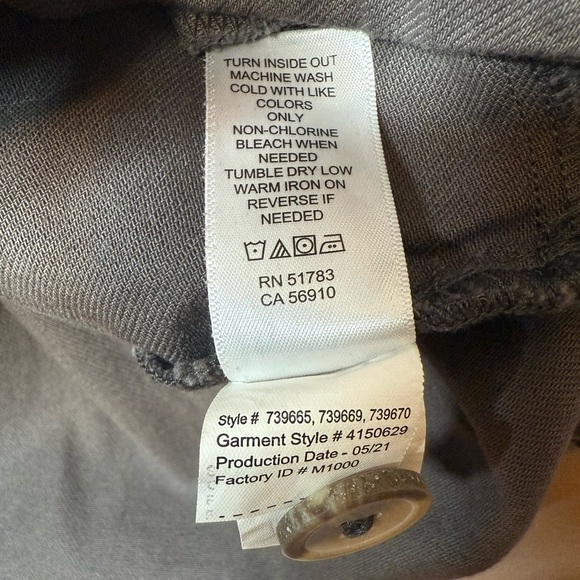 TURN INSIDE OUT
MACHINE WASH
COLD WITH LIKE
COLORS
ONLY
NON-CHLORINE
BLEACH WHEN
NEEDED
TUMBLE DRY LOW
WARM IRON ON
REVERSE IF
NEEDED
RN 51783
CA 56910
Style # 739665, 739669, 739670
Garment Style # 4150629
Production Date - 05/21
Factory ID # M1000